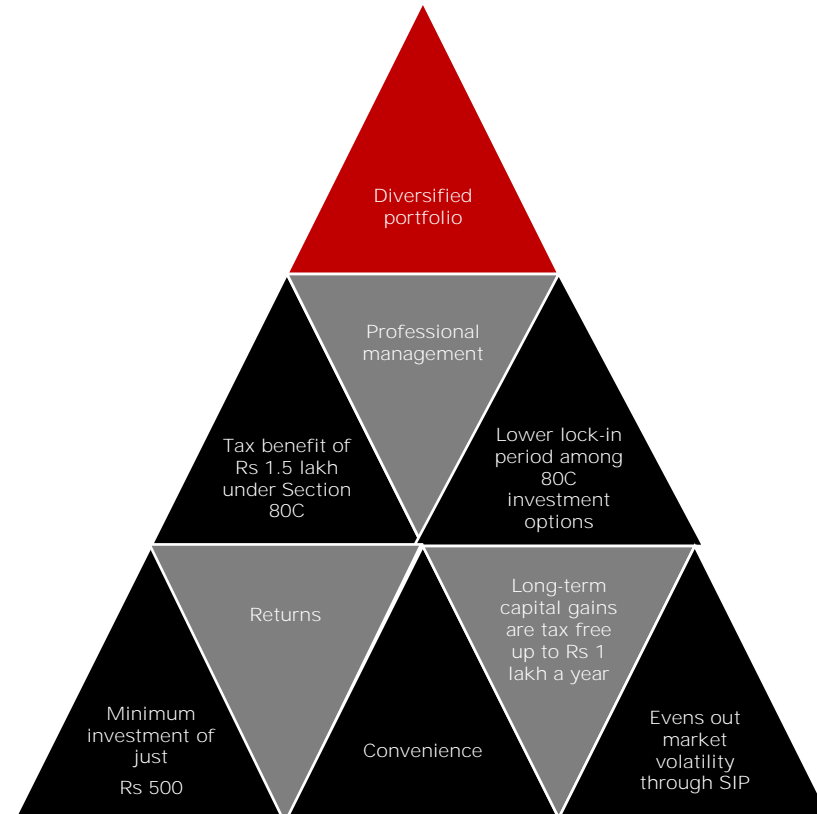 Diversified
portfolio
Professional
management
Tax benefit of
Rs 1.5 lakh
under Section
80C
Lower lock-in
period among
80C
investment
options
Minimum
investment of
just
Rs 500
Returns
Convenience
Long-term
capital gains
are tax free
up to Rs 1
lakh a year
Evens out
market
volatility
through SIP